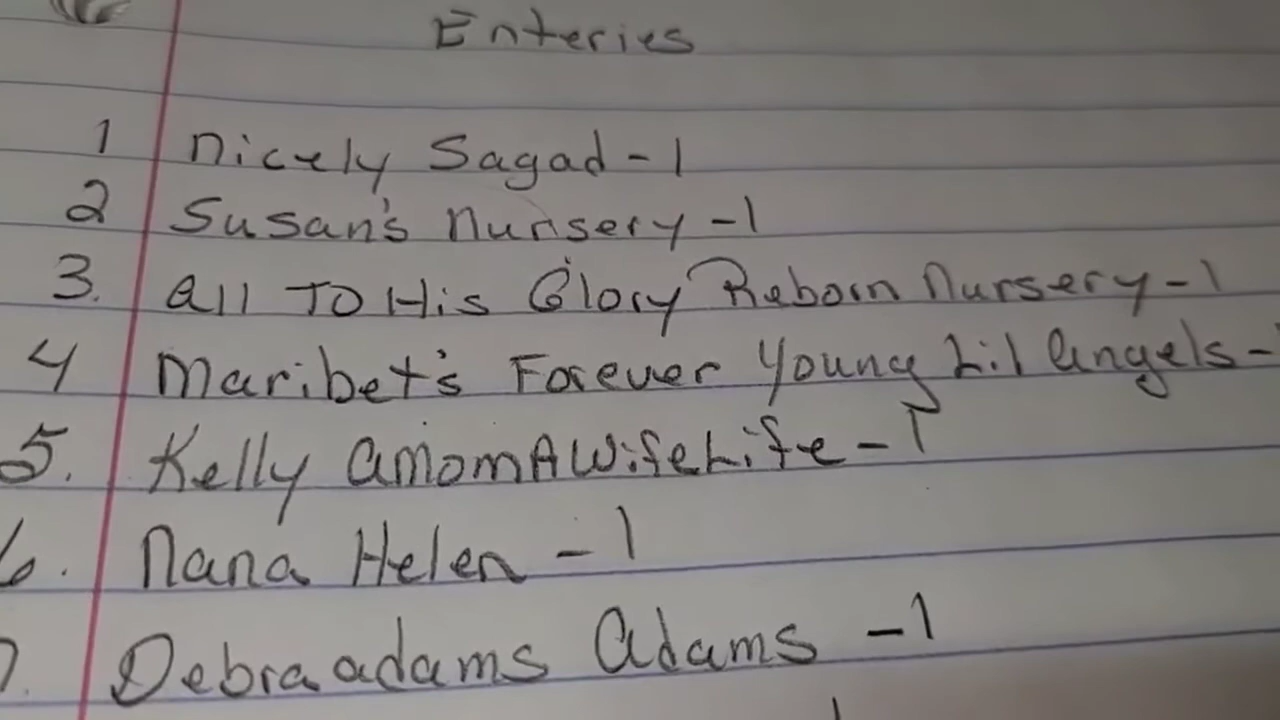 Enteries
1 Nicely Sagad - 1
2 Susan's Nursery - 1
3. All To His Glory Reborn Nursery - 1
4 Maribet's Forever Young Lil Angels -
5. Kelly AMomAWifeLife - 1
6. Nana Helen - 1
7. Debraadams Adams - 1